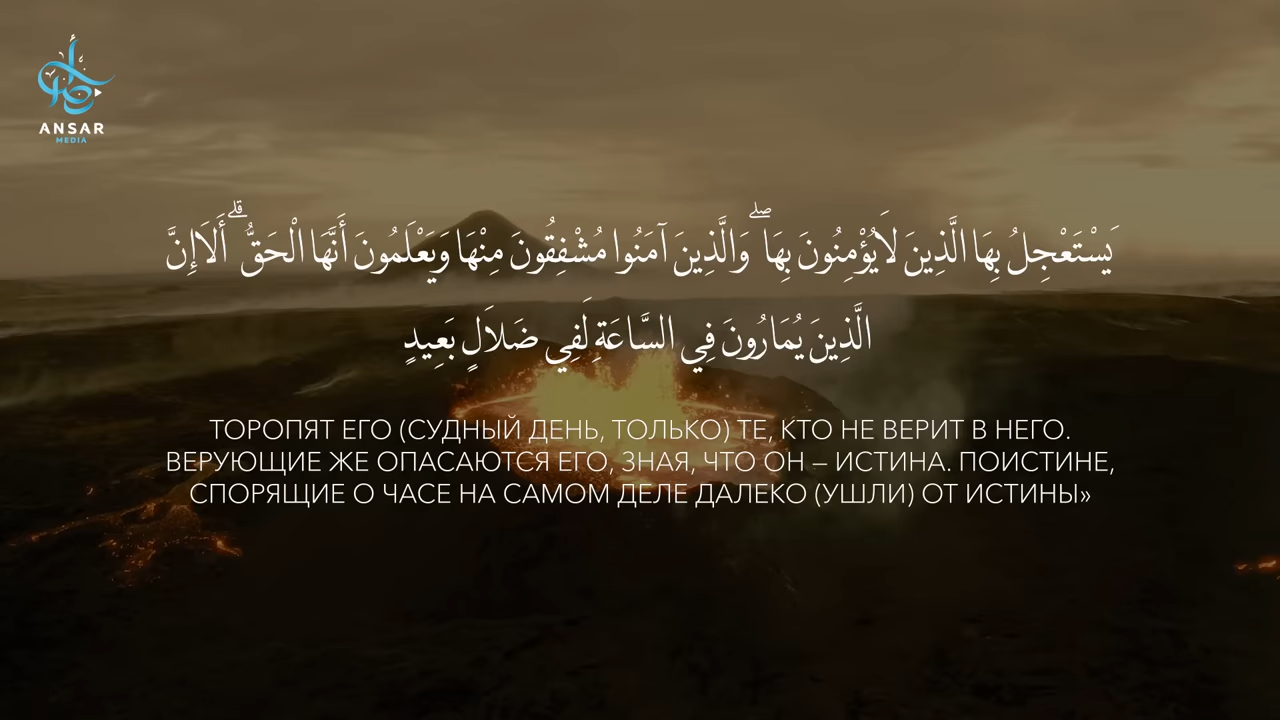 ANSAR
MEDIA
يَسْتَعْجِلُ بِهَا الَّذِينَ لَا يُؤْمِنُونَ بِهَا ۖ وَالَّذِينَ آمَنُوا مُشْفِقُونَ مِنْهَا وَيَعْلَمُونَ أَنَّهَا الْحَقُّ ۗ أَلَا إِنَّ
الَّذِينَ يُمَارُونَ فِي السَّاعَةِ لَفِي ضَلَالٍ بَعِيدٍ
ТОРОПЯТ ЕГО (СУДНЫЙ ДЕНЬ, ТОЛЬКО) ТЕ, КТО НЕ ВЕРИТ В НЕГО.
ВЕРУЮЩИЕ ЖЕ ОПАСАЮТСЯ ЕГО, ЗНАЯ, ЧТО ОН – ИСТИНА. ПОИСТИНЕ,
СПОРЯЩИЕ О ЧАСЕ НА САМОМ ДЕЛЕ ДАЛЕКО (УШЛИ) ОТ ИСТИНЫ»